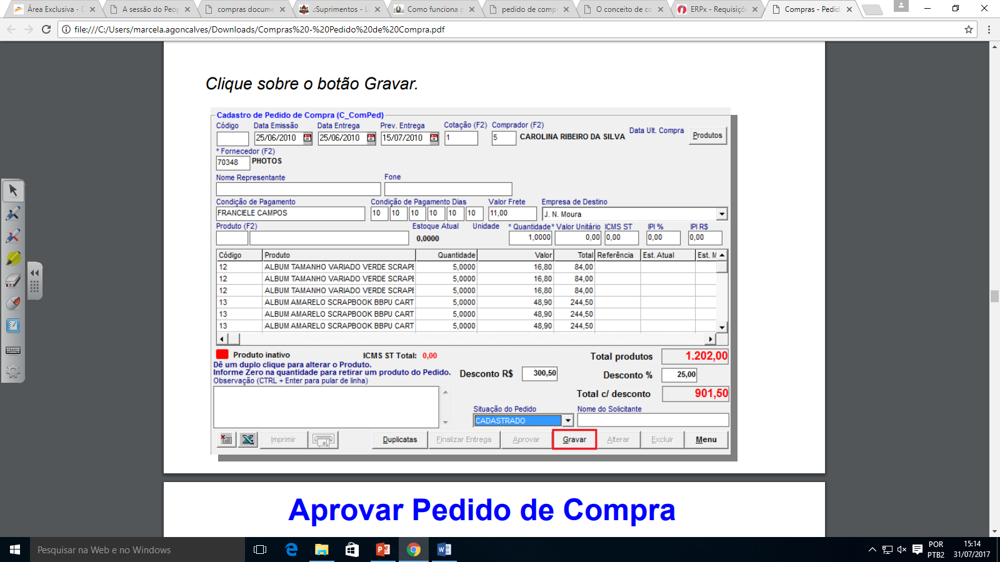 Área Exclusiva - D
A sessão do Peop
compras docume
.:Suprimentos - L
Como funciona o
pedido de comp
O conceito de co
ERPx - Requisiçõ
Compras - Pedid
file:///C:/Users/marcela.agoncalves/Downloads/Compras%20-%20Pedido%20de%20Compra.pdf
Clique sobre o botão Gravar.
Cadastro de Pedido de Compra (C_ComPed)
Código Data Emissão Data Entrega Prev. Entrega Cotação (F2) Comprador (F2) Data Ult. Compra
25/06/2010 25/06/2010 15/07/2010 1 5 CAROLINA RIBEIRO DA SILVA Produtos
* Fornecedor (F2)
70348 PHOTOS
Nome Representante Fone
Condição de Pagamento Condição de Pagamento Dias Valor Frete Empresa de Destino
FRANCIELE CAMPOS 10 10 10 10 10 10 11,00 J. N. Moura
Produto (F2) Estoque Atual Unidade * Quantidade * Valor Unitário ICMS ST IPI % IPI R$
0,0000 1,0000 0,00 0,00 0,00 0,00
Código Produto Quantidade Valor Total Referência Est. Atual Est. M
12 ALBUM TAMANHO VARIADO VERDE SCRAPE 5,0000 16,80 84,00
12 ALBUM TAMANHO VARIADO VERDE SCRAPE 5,0000 16,80 84,00
12 ALBUM TAMANHO VARIADO VERDE SCRAPE 5,0000 16,80 84,00
13 ALBUM AMARELO SCRAPBOOK BBPU CART 5,0000 48,90 244,50
13 ALBUM AMARELO SCRAPBOOK BBPU CART 5,0000 48,90 244,50
13 ALBUM AMARELO SCRAPBOOK BBPU CART 5,0000 48,90 244,50
Produto inativo ICMS ST Total: 0,00 Total produtos 1.202,00
Dê um duplo clique para alterar o Produto.
Informe Zero na quantidade para retirar um produto do Pedido. Desconto R$ 300,50 Desconto % 25,00
Observação (CTRL + Enter para pular de linha)
Total c/ desconto 901,50
Situação do Pedido Nome do Solicitante
CADASTRADO
Imprimir Duplicatas Finalizar Entrega Aprovar Gravar Alterar Excluir Menu
Aprovar Pedido de Compra
Pesquisar na Web e no Windows
POR 15:14
PTB2 31/07/2017